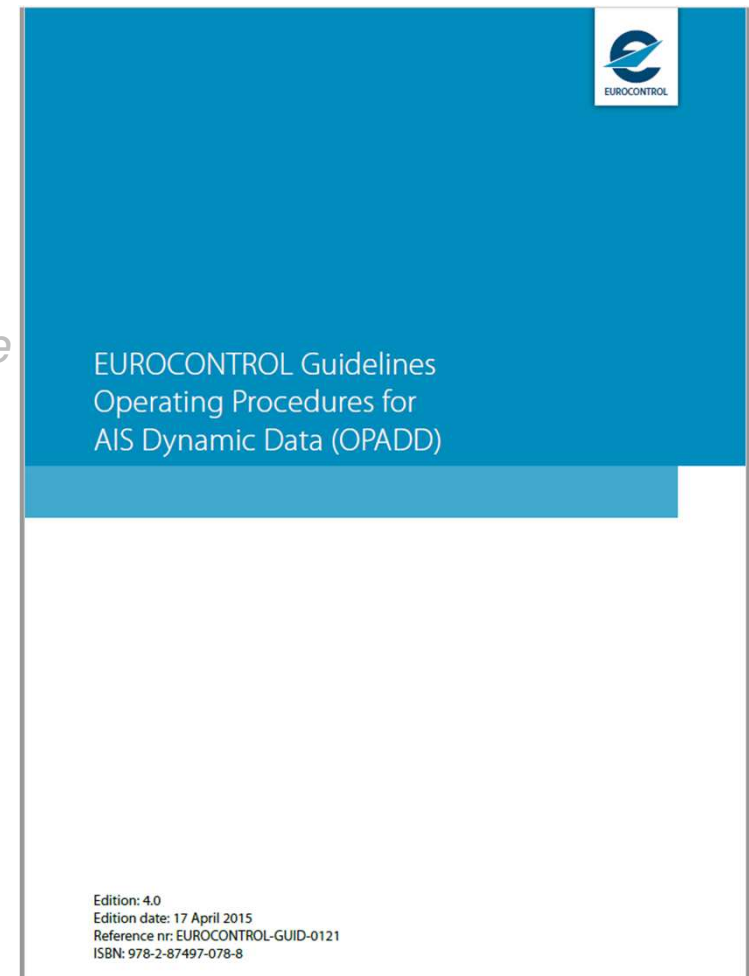 EUROCONTROL
e
EUROCONTROL Guidelines
Operating Procedures for
AIS Dynamic Data (OPADD)
Edition: 4.0
Edition date: 17 April 2015
Reference nr: EUROCONTROL-GUID-0121
ISBN: 978-2-87497-078-8